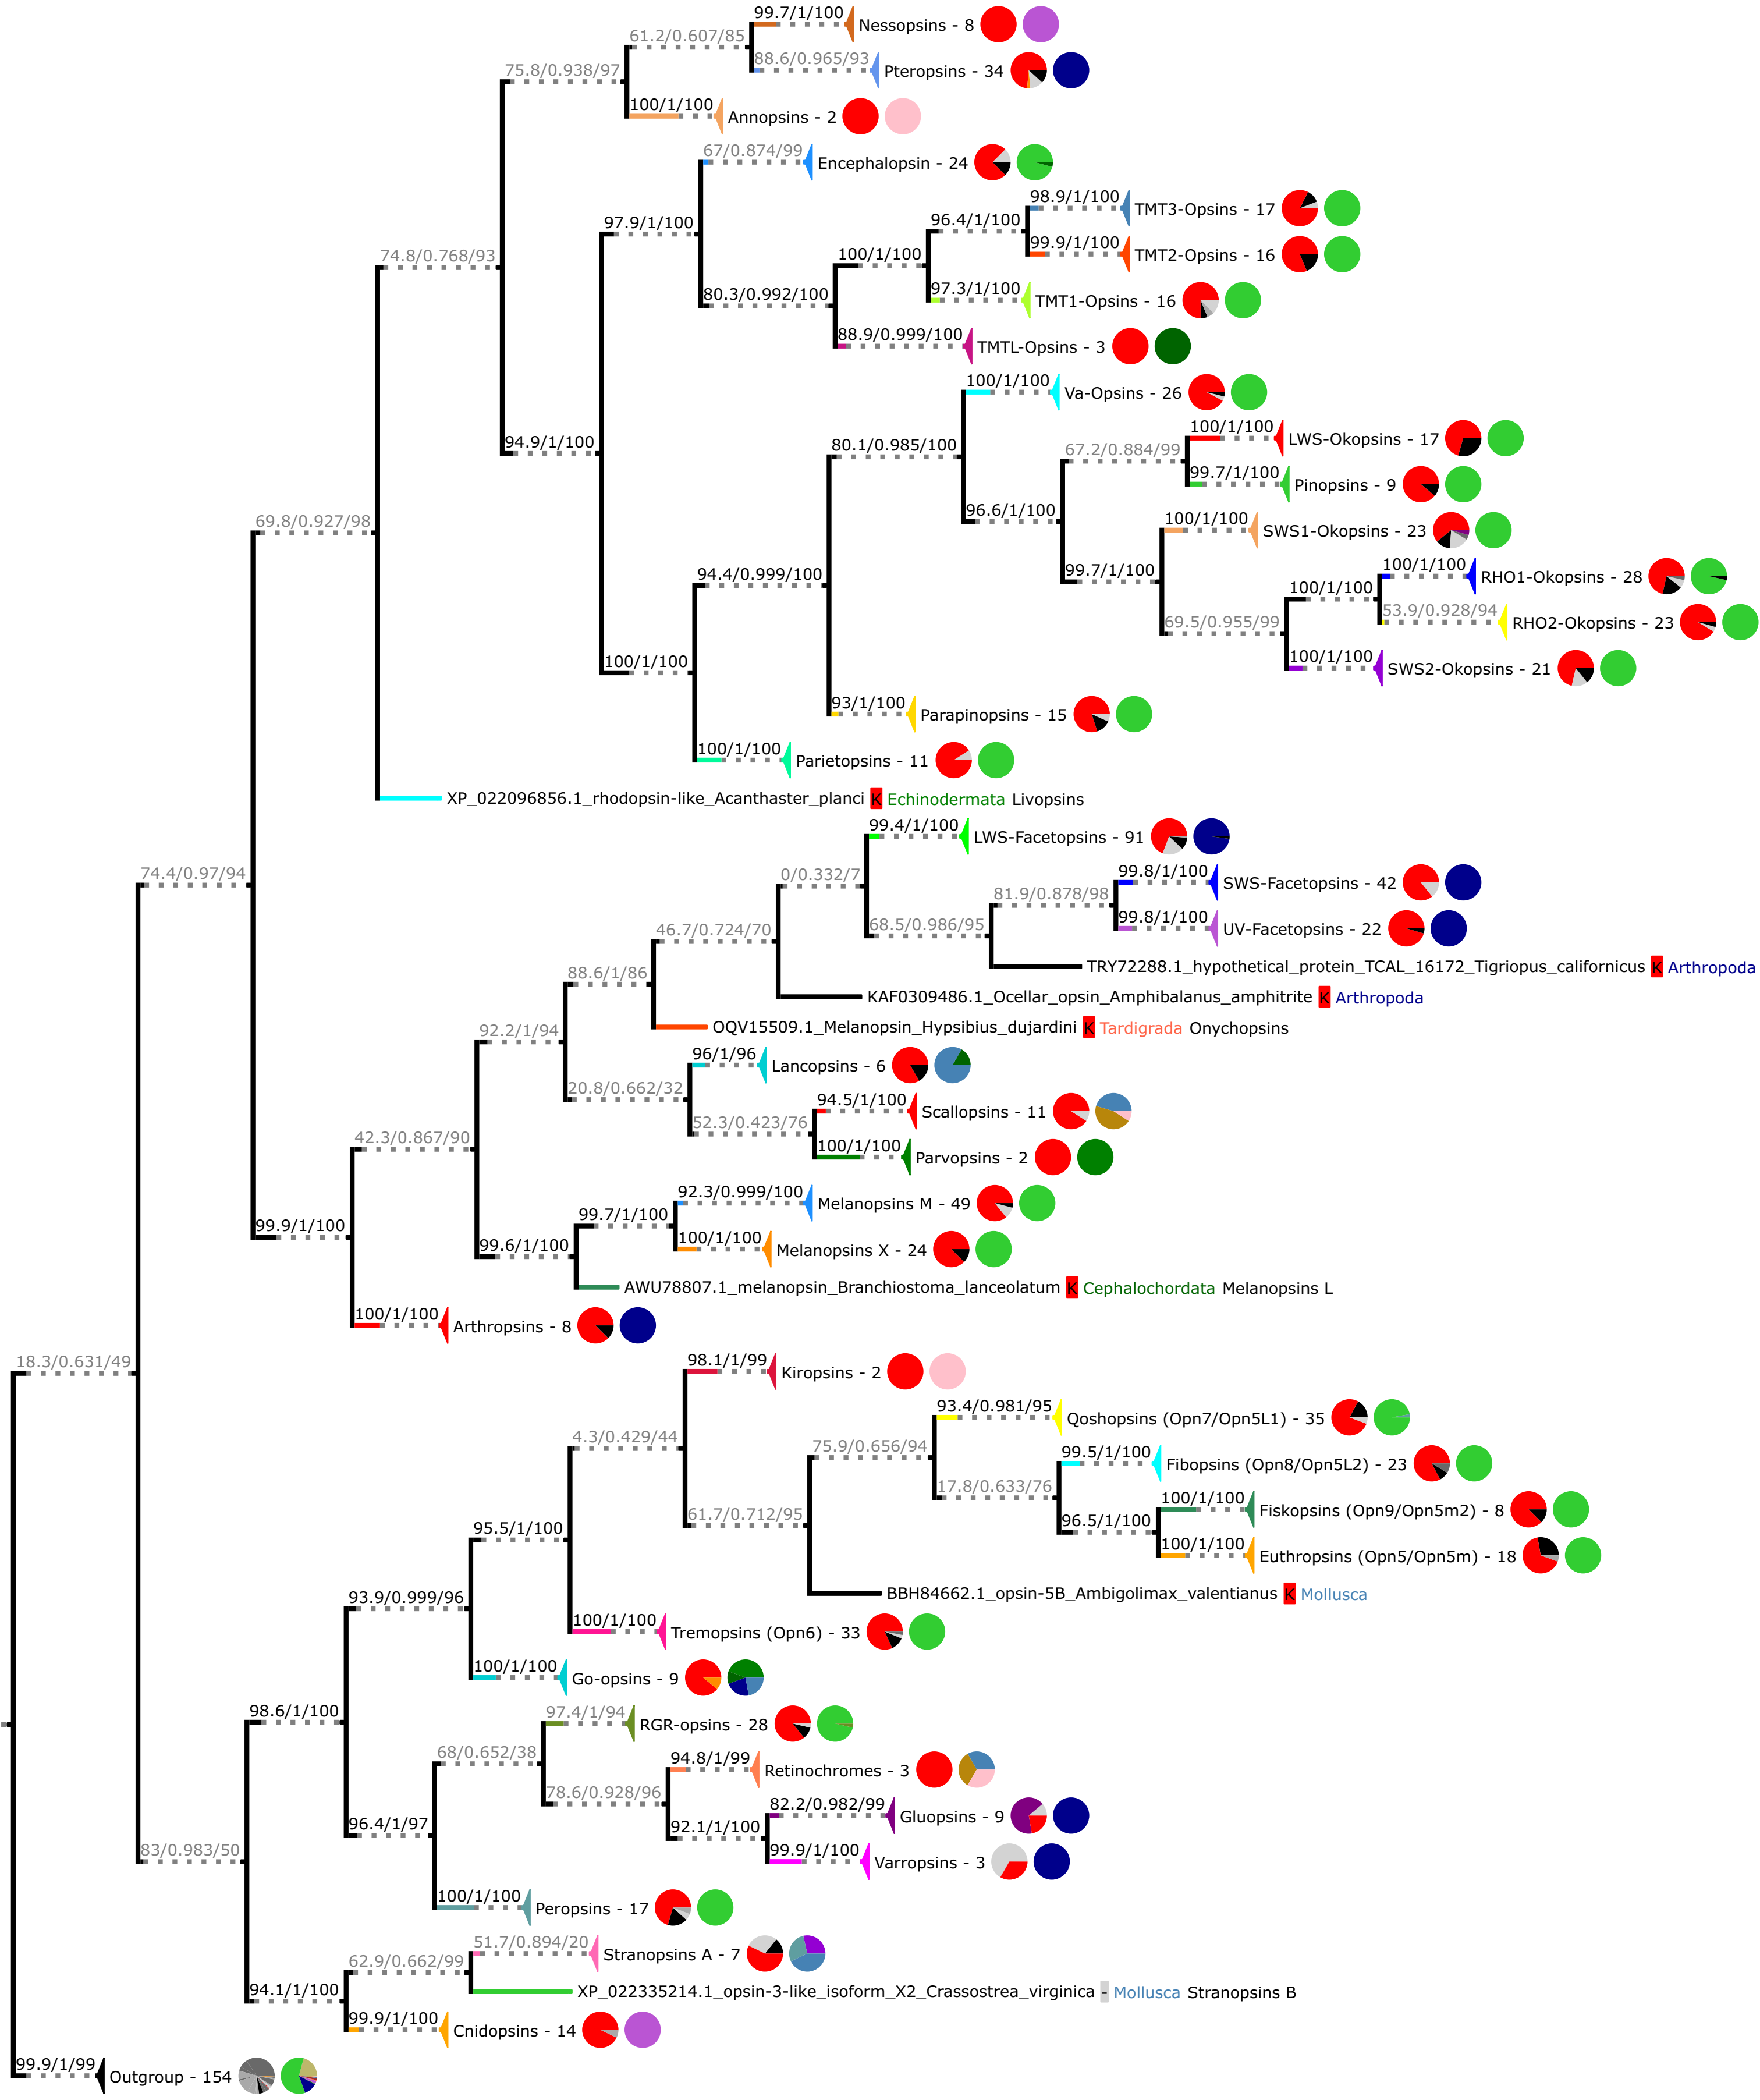 99.7/1/100
Nessopsins - 8
61.2/0.607/85
88.6/0.965/93
Pteropsins - 34
75.8/0.938/97
100/1/100
Annopsins - 2
67/0.874/99
Encephalopsin - 24
98.9/1/100
TMT3-Opsins - 17
96.4/1/100
97.9/1/100
99.9/1/100
TMT2-Opsins - 16
100/1/100
74.8/0.768/93
97.3/1/100
TMT1-Opsins - 16
80.3/0.992/100
88.9/0.999/100
TMTL-Opsins - 3
100/1/100
Va-Opsins - 26
100/1/100
LWS-Okopsins - 17
94.9/1/100
80.1/0.985/100
67.2/0.884/99
99.7/1/100
Pinopsins - 9
96.6/1/100
69.8/0.927/98
100/1/100
SWS1-Okopsins - 23
99.7/1/100
94.4/0.999/100
100/1/100
RHO1-Okopsins - 28
100/1/100
53.9/0.928/94
RHO2-Okopsins - 23
69.5/0.955/99
100/1/100
100/1/100
SWS2-Okopsins - 21
93/1/100
Parapinopsins - 15
100/1/100
Parietopsins - 11
XP_022096856.1_rhodopsin-like_Acanthaster_planci K Echinodermata Livopsins
99.4/1/100
LWS-Facetopsins - 91
74.4/0.97/94
0/0.332/7
99.8/1/100
SWS-Facetopsins - 42
81.9/0.878/98
46.7/0.724/70
68.5/0.986/95
99.8/1/100
UV-Facetopsins - 22
TRY72288.1_hypothetical_protein_TCAL_16172_Tigriopus_californicus K Arthropoda
88.6/1/86
KAF0309486.1_Ocellar_opsin_Amphibalanus_amphitrite K Arthropoda
OQV15509.1_Melanopsin_Hypsibius_dujardini K Tardigrada Onychopsins
92.2/1/94
96/1/96
Lancopsins - 6
20.8/0.662/32
94.5/1/100
Scallopsins - 11
52.3/0.423/76
42.3/0.867/90
100/1/100
Parvopsins - 2
92.3/0.999/100
Melanopsins M - 49
99.7/1/100
99.9/1/100
99.6/1/100
100/1/100
Melanopsins X - 24
AWU78807.1_melanopsin_Branchiostoma_lanceolatum K Cephalochordata Melanopsins L
100/1/100
Arthropsins - 8
18.3/0.631/49
98.1/1/99
Kiropsins - 2
93.4/0.981/95
Qoshopsins (Opn7/Opn5L1) - 35
4.3/0.429/44
75.9/0.656/94
99.5/1/100
Fibopsins (Opn8/Opn5L2) - 23
17.8/0.633/76
61.7/0.712/95
100/1/100
Fiskopsins (Opn9/Opn5m2) - 8
95.5/1/100
96.5/1/100
100/1/100
Euthropsins (Opn5/Opn5m) - 18
BBH84662.1_opsin-5B_Ambigolimax_valentianus K Mollusca
93.9/0.999/96
100/1/100
Tremopsins (Opn6) - 33
100/1/100
Go-opsins - 9
98.6/1/100
97.4/1/94
RGR-opsins - 28
68/0.652/38
94.8/1/99
Retinochromes - 3
78.6/0.928/96
82.2/0.982/99
Gluopsins - 9
96.4/1/97
92.1/1/100
83/0.983/50
99.9/1/100
Varropsins - 3
100/1/100
Peropsins - 17
51.7/0.894/20
Stranopsins A - 7
62.9/0.662/99
94.1/1/100
XP_022335214.1_opsin-3-like_isoform_X2_Crassostrea_virginica - Mollusca Stranopsins B
99.9/1/100
Cnidopsins - 14
99.9/1/99
Outgroup - 154